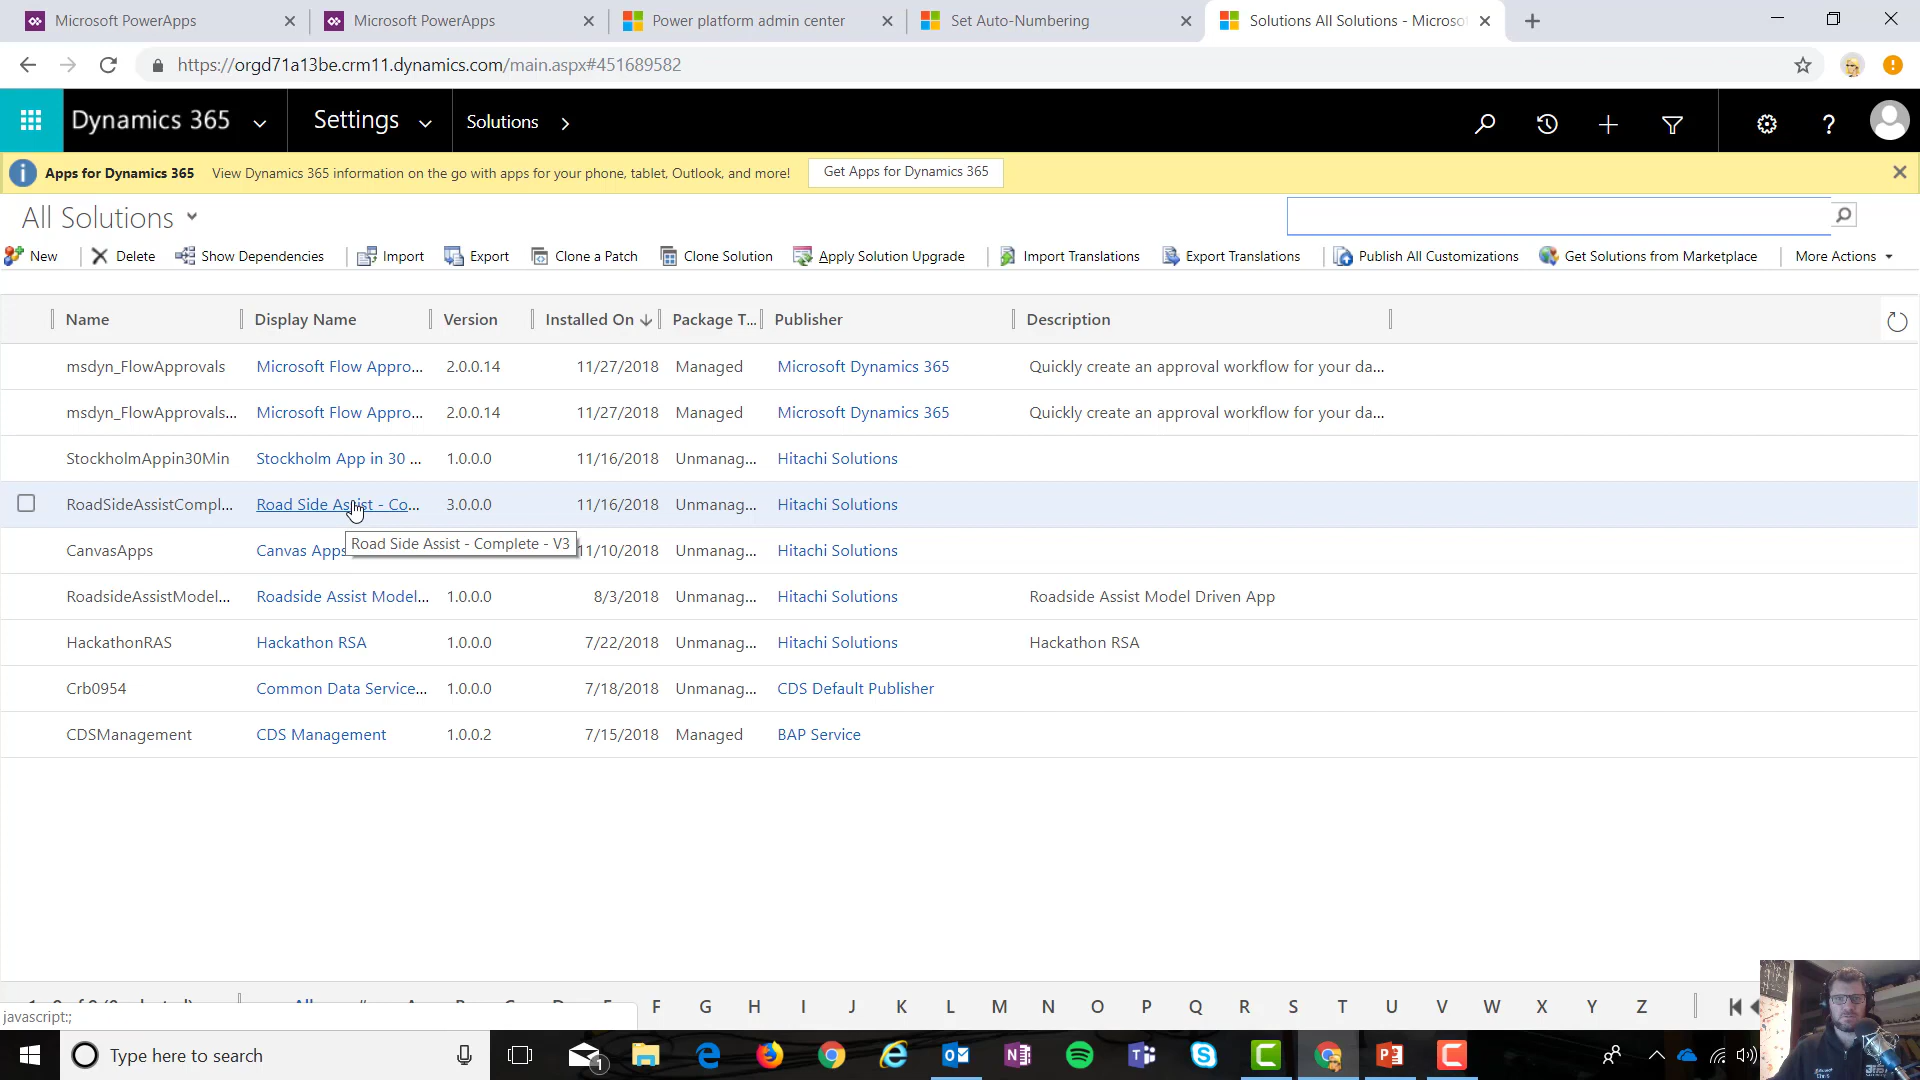 Microsoft PowerApps
Microsoft PowerApps
Power platform admin center
Set Auto-Numbering
Solutions All Solutions - Microso
https://orgd71a13be.crm11.dynamics.com/main.aspx#451689582
Dynamics 365
Settings
Solutions
Apps for Dynamics 365 View Dynamics 365 information on the go with apps for your phone, tablet, Outlook, and more! Get Apps for Dynamics 365
All Solutions
New Delete Show Dependencies Import Export Clone a Patch Clone Solution Apply Solution Upgrade Import Translations Export Translations Publish All Customizations Get Solutions from Marketplace More Actions
Name Display Name Version Installed On Package T... Publisher Description
msdyn_FlowApprovals Microsoft Flow Appro... 2.0.0.14 11/27/2018 Managed Microsoft Dynamics 365 Quickly create an approval workflow for your da...
msdyn_FlowApprovals... Microsoft Flow Appro... 2.0.0.14 11/27/2018 Managed Microsoft Dynamics 365 Quickly create an approval workflow for your da...
StockholmAppin30Min Stockholm App in 30 ... 1.0.0.0 11/16/2018 Unmanag... Hitachi Solutions
RoadSideAssistCompl... Road Side Assist - Co... 3.0.0.0 11/16/2018 Unmanag... Hitachi Solutions
Road Side Assist - Complete - V3
CanvasApps Canvas Apps 11/10/2018 Unmanag... Hitachi Solutions
RoadsideAssistModel... Roadside Assist Model... 1.0.0.0 8/3/2018 Unmanag... Hitachi Solutions Roadside Assist Model Driven App
HackathonRAS Hackathon RSA 1.0.0.0 7/22/2018 Unmanag... Hitachi Solutions Hackathon RSA
Crb0954 Common Data Service... 1.0.0.0 7/18/2018 Unmanag... CDS Default Publisher
CDSManagement CDS Management 1.0.0.2 7/15/2018 Managed BAP Service
All # F G H I J K L M N O P Q R S T U V W X Y Z
javascript:;
Type here to search
1